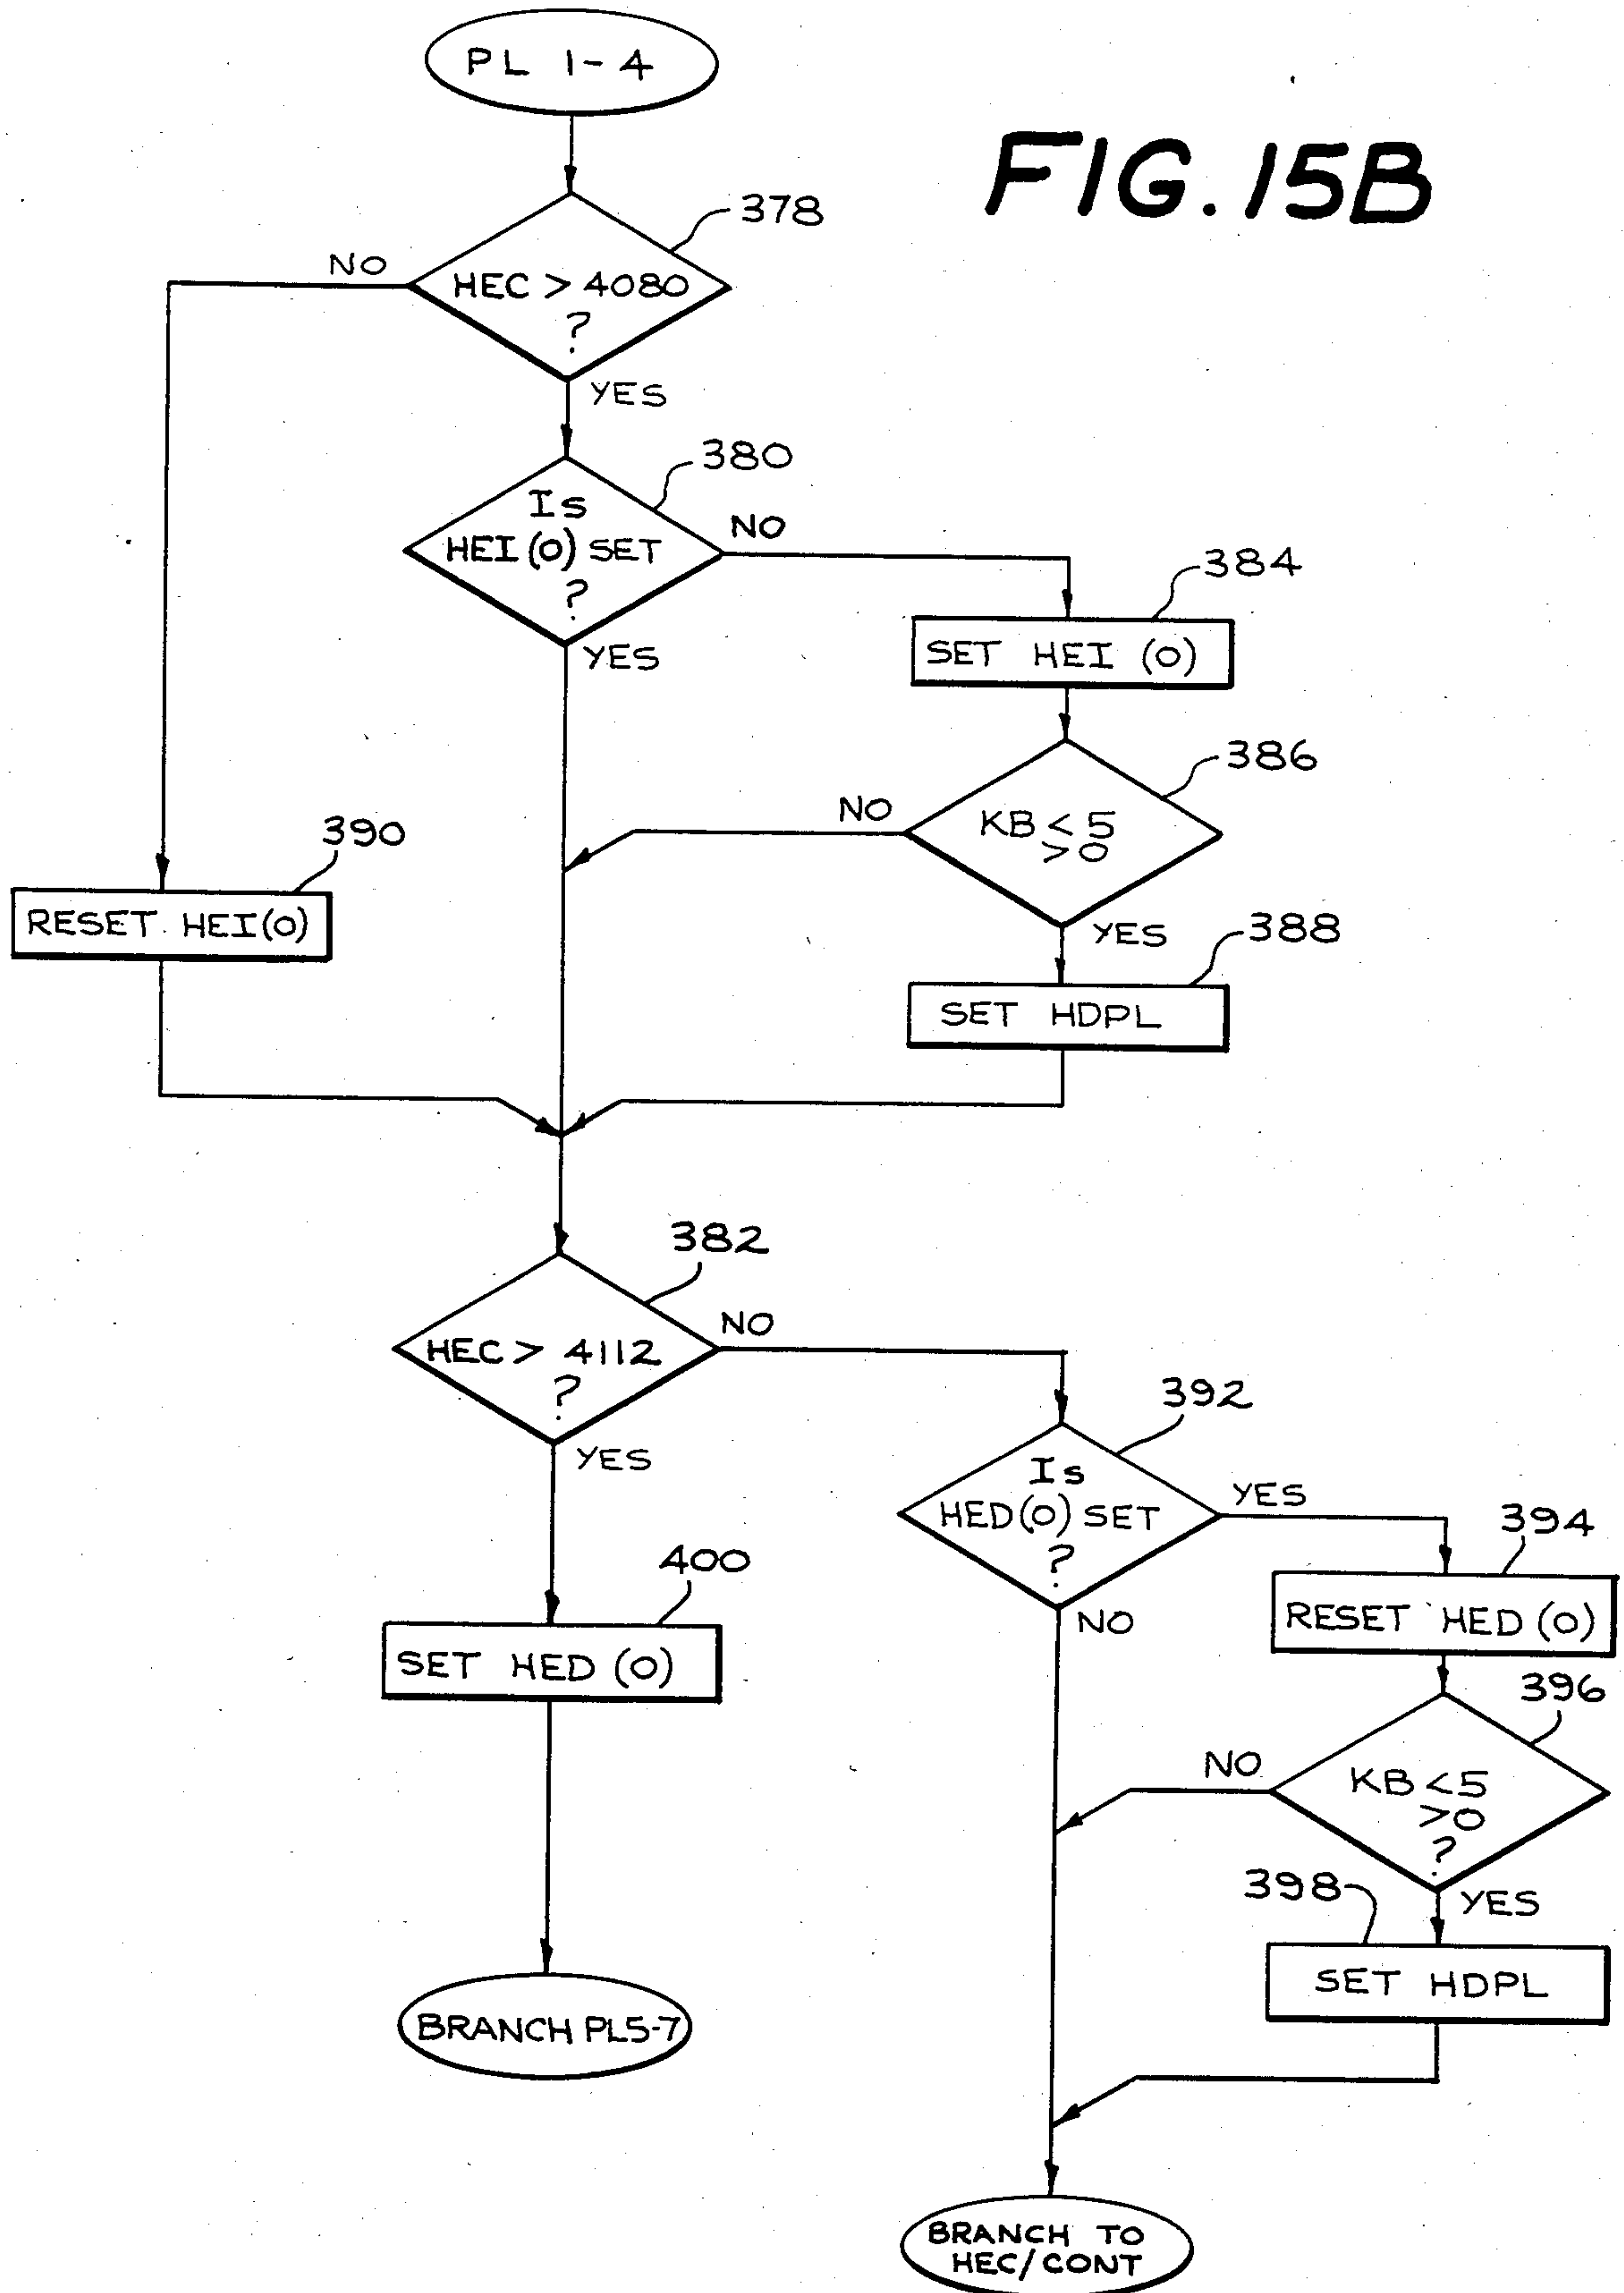 PL 1-4
FIG. 15B
378
NO
HEC > 4080
?
YES
380
Is
HEI (0) SET
?
NO
YES
384
SET HEI (0)
386
NO
KB < 5
> 0
YES
388
SET HDPL
390
RESET HEI (0)
382
HEC > 4112
?
NO
YES
392
Is
HED (0) SET
?
YES
NO
394
RESET HED (0)
400
SET HED (0)
396
NO
KB < 5
> 0
?
YES
398
SET HDPL
BRANCH PL5-7
BRANCH TO
HEC/CONT